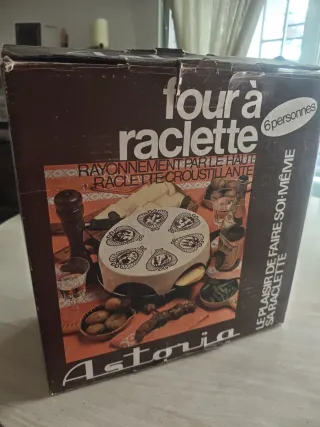 four à
raclette
6 personnes
RAYONNEMENT PAR LE HAUT
RACLETTE CROUSTILLANTE
LE PLAISIR DE FAIRE SOI-MÊME
SA RACLETTE
Astoria